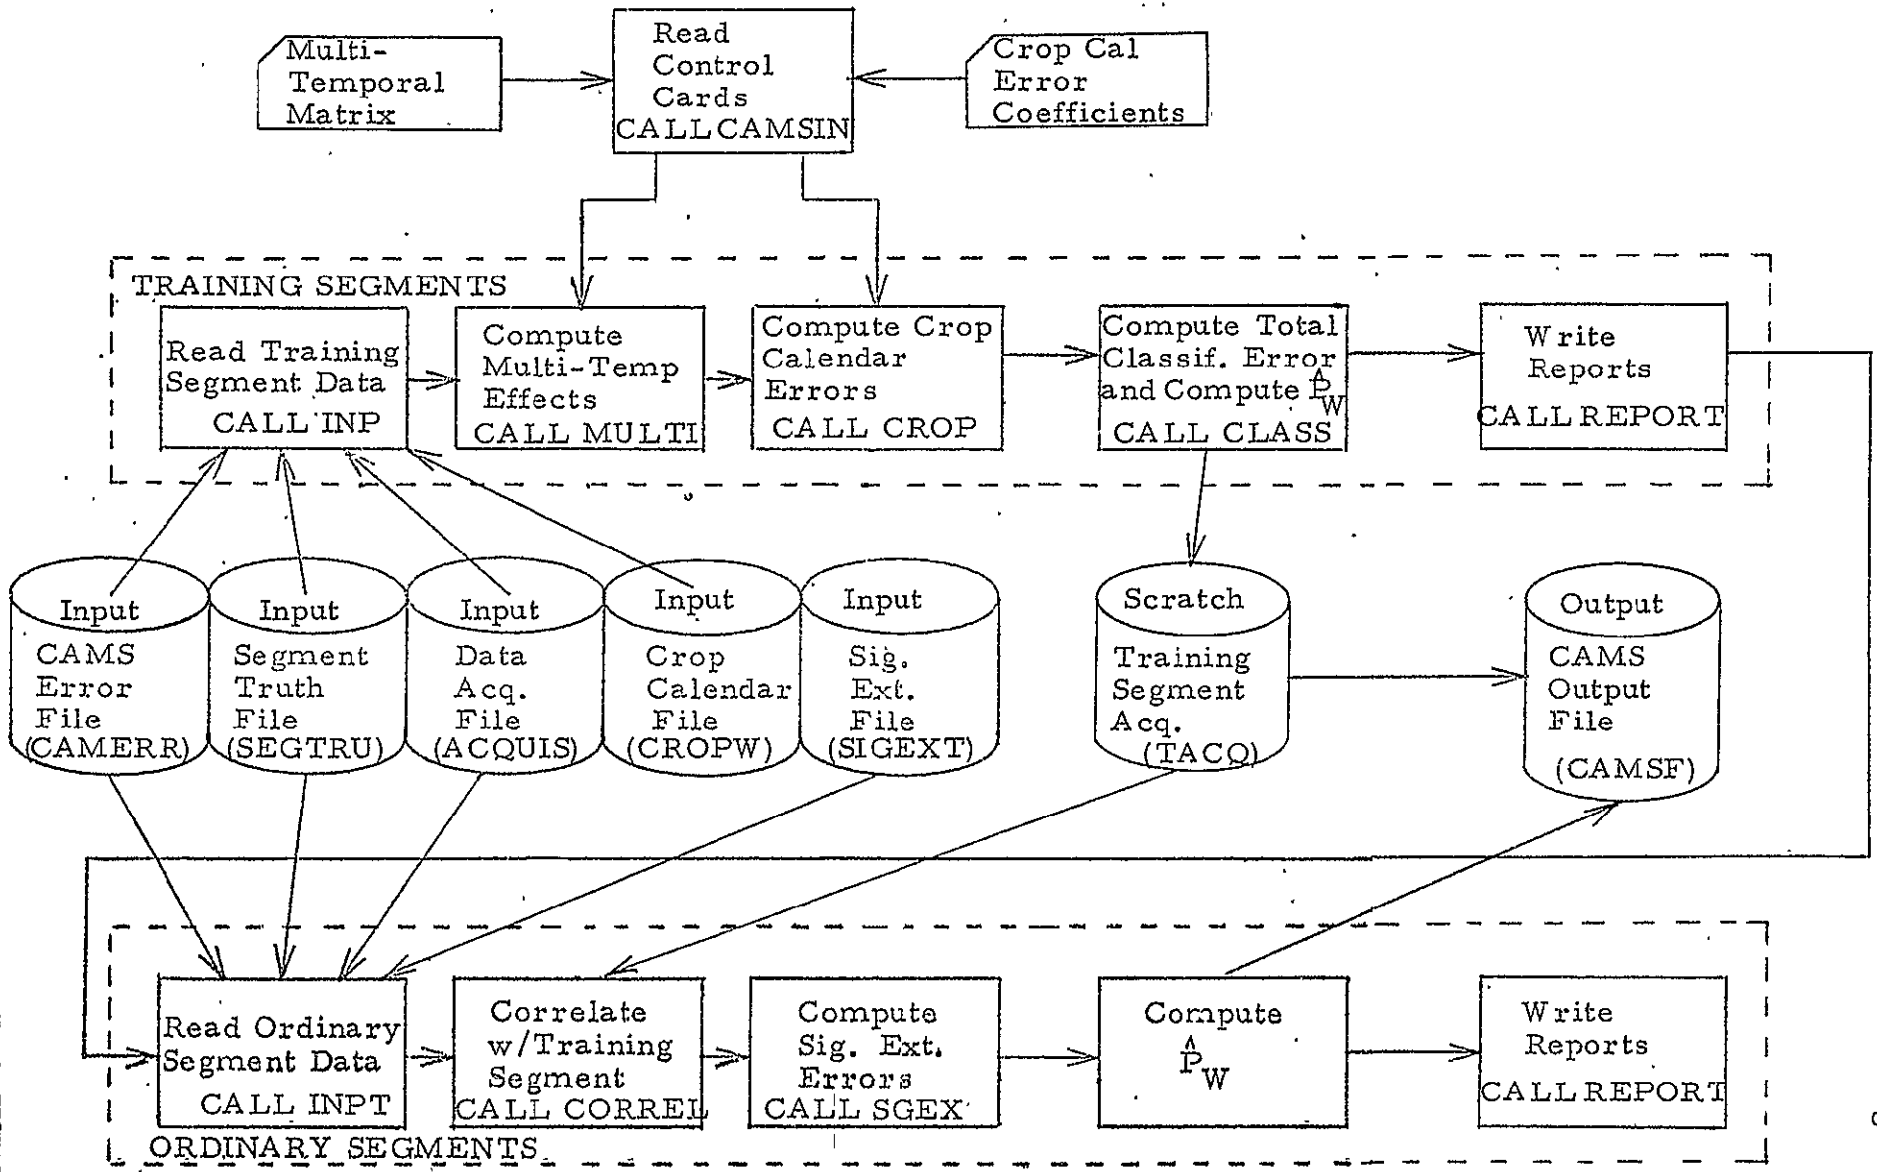 Multi-
Temporal
Matrix
Read
Control
Cards
CALL CAMSIN
Crop Cal
Error
Coefficients
TRAINING SEGMENTS
Read Training
Segment Data
CALL INP
Compute
Multi-Temp
Effects
CALL MULTI
Compute Crop
Calendar
Errors
CALL CROP
Compute Total
Classif. Error
and Compute P̂W
CALL CLASS
Write
Reports
CALL REPORT
Input
CAMS
Error
File
(CAMERR)
Input
Segment
Truth
File
(SEGTRU)
Input
Data
Acq.
File
(ACQUIS)
Input
Crop
Calendar
File
(CROPW)
Input
Sig.
Ext.
File
(SIGEXT)
Scratch
Training
Segment
Acq.
(TACQ)
Output
CAMS
Output
File
(CAMSF)
Read Ordinary
Segment Data
CALL INPT
Correlate
w/Training
Segment
CALL CORREL
Compute
Sig. Ext.
Errors
CALL SGEX
Compute
P̂W
Write
Reports
CALL REPORT
ORDINARY SEGMENTS